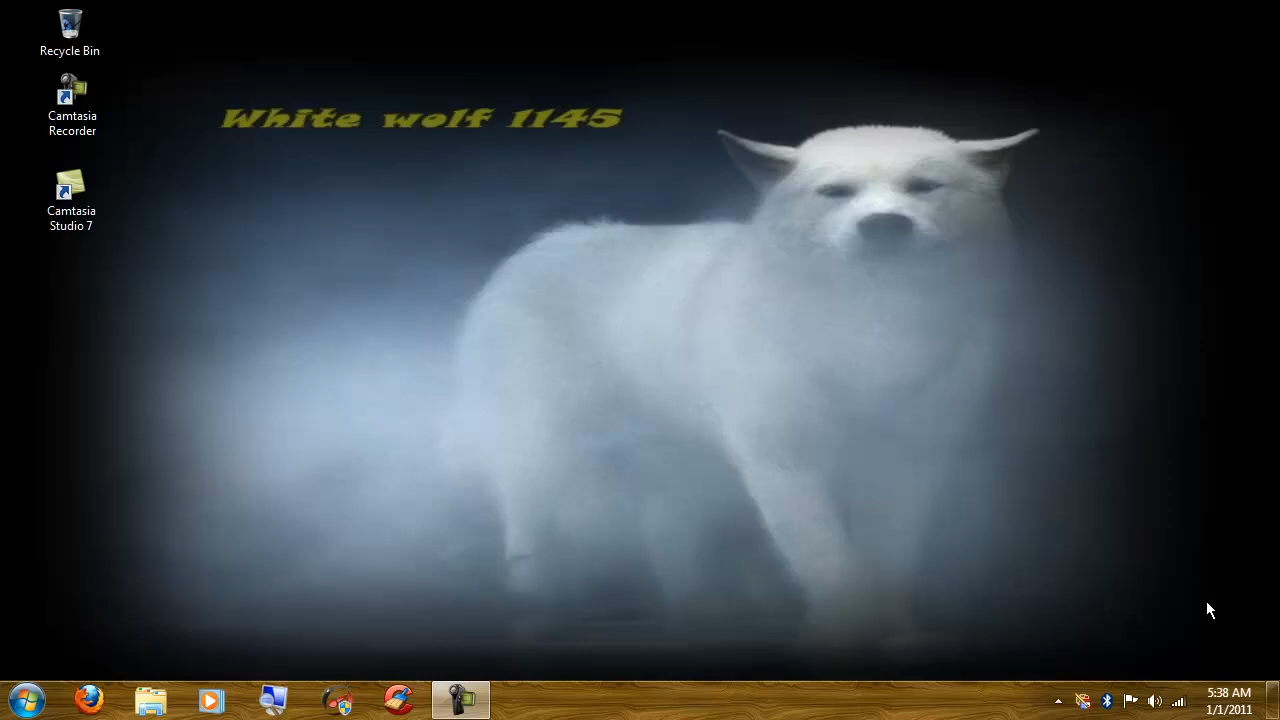 Recycle Bin
Camtasia
Recorder
Camtasia
Studio 7
White wolf 1145
5:38 AM
1/1/2011